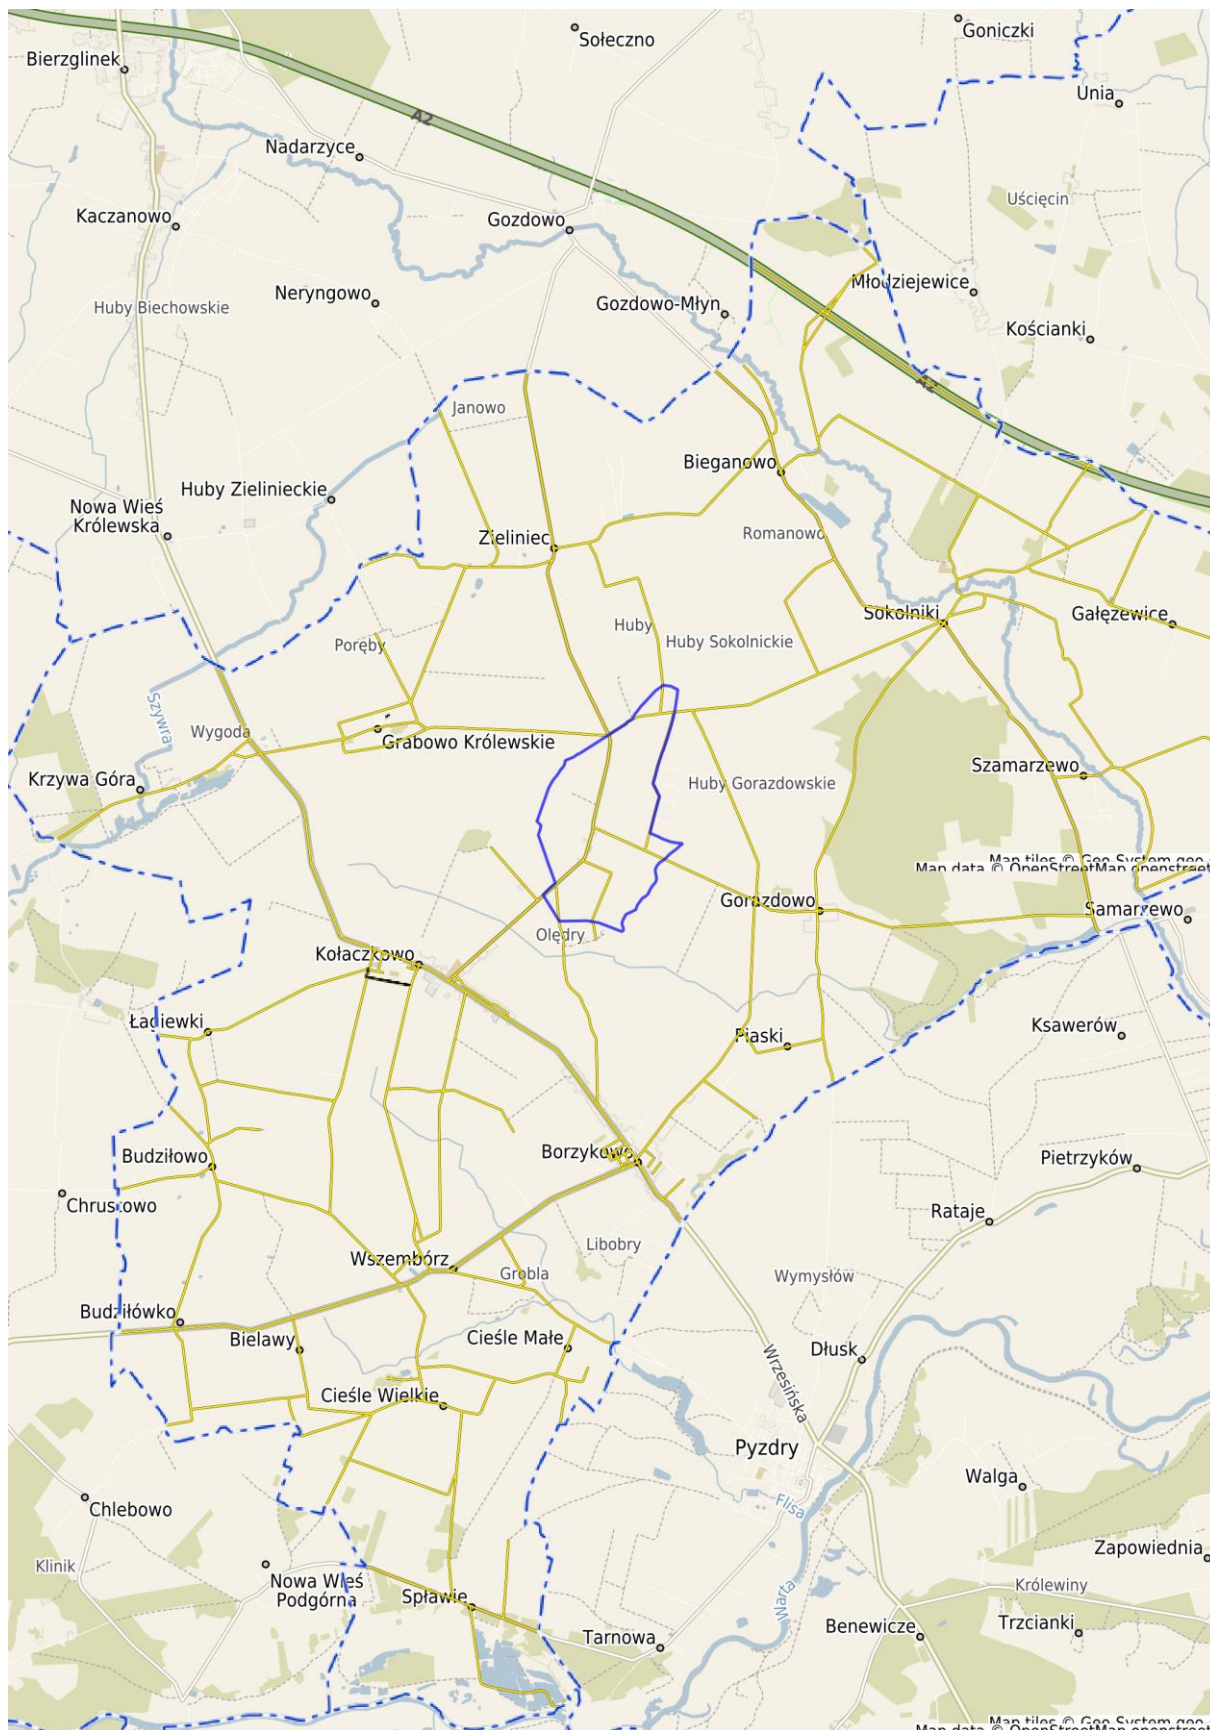 Goniczki
Sołeczno
Bierzglinek
Unia
A2
Nadarzyce
Uścięcin
Kaczanowo
Gozdowo
Młodziejewice
Neryngowo
Huby Biechowskie
Gozdowo-Młyn
Kościanki
A2
Janowo
Bieganowo
Huby Zielinieckie
Nowa Wieś
Królewska
Romanowo
Zieliniec
Sokolniki
Gałęzewice
Huby
Huby Sokolnickie
Poręby
Szywra
Wygoda
Grabowo Królewskie
Szamarzewo
Krzywa Góra
Huby Gorazdowskie
Map tiles © Geo-System geo-
Map data © OpenStreetMap openstreet
Gorazdowo
Samarzewo
Olędry
Kołaczkowo
Łagiewki
Piaski
Ksawerów
Borzykowo
Budziłowo
Pietrzyków
Chrustowo
Rataje
Libobry
Wszembórz
Grobla
Wymysłów
Budziłówko
Bielawy
Cieśle Małe
Dłusk
Wrzesińska
Cieśle Wielkie
Pyzdry
Walga
Chlebowo
Flisa
Zapowiednia
Klinik
Nowa Wieś
Podgórna
Królewiny
Spławie
Warta
Benewicze
Trzcianki
Tarnowa
Map tiles © Geo-System geo-
Map data © OpenStreetMap openstreet